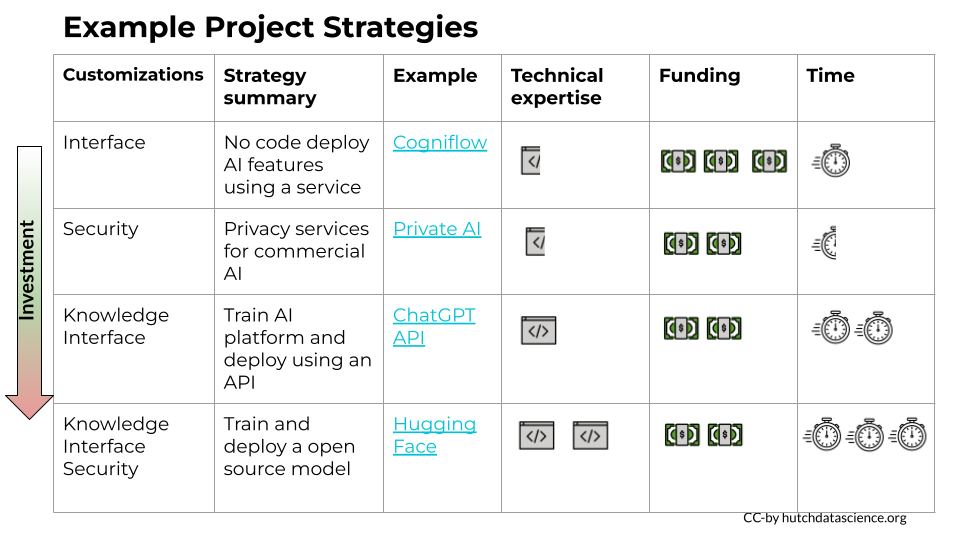 Example Project Strategies
Customizations
Strategy
summary
Example
Technical
expertise
Funding
Time
Interface
No code deploy
AI features
using a service
Cogniflow
Security
Privacy services
for commercial
AI
Private AI
Knowledge
Interface
Train AI
platform and
deploy using an
API
ChatGPT
API
Knowledge
Interface
Security
Train and
deploy a open
source model
Hugging
Face
Investment
CC-by hutchdatascience.org